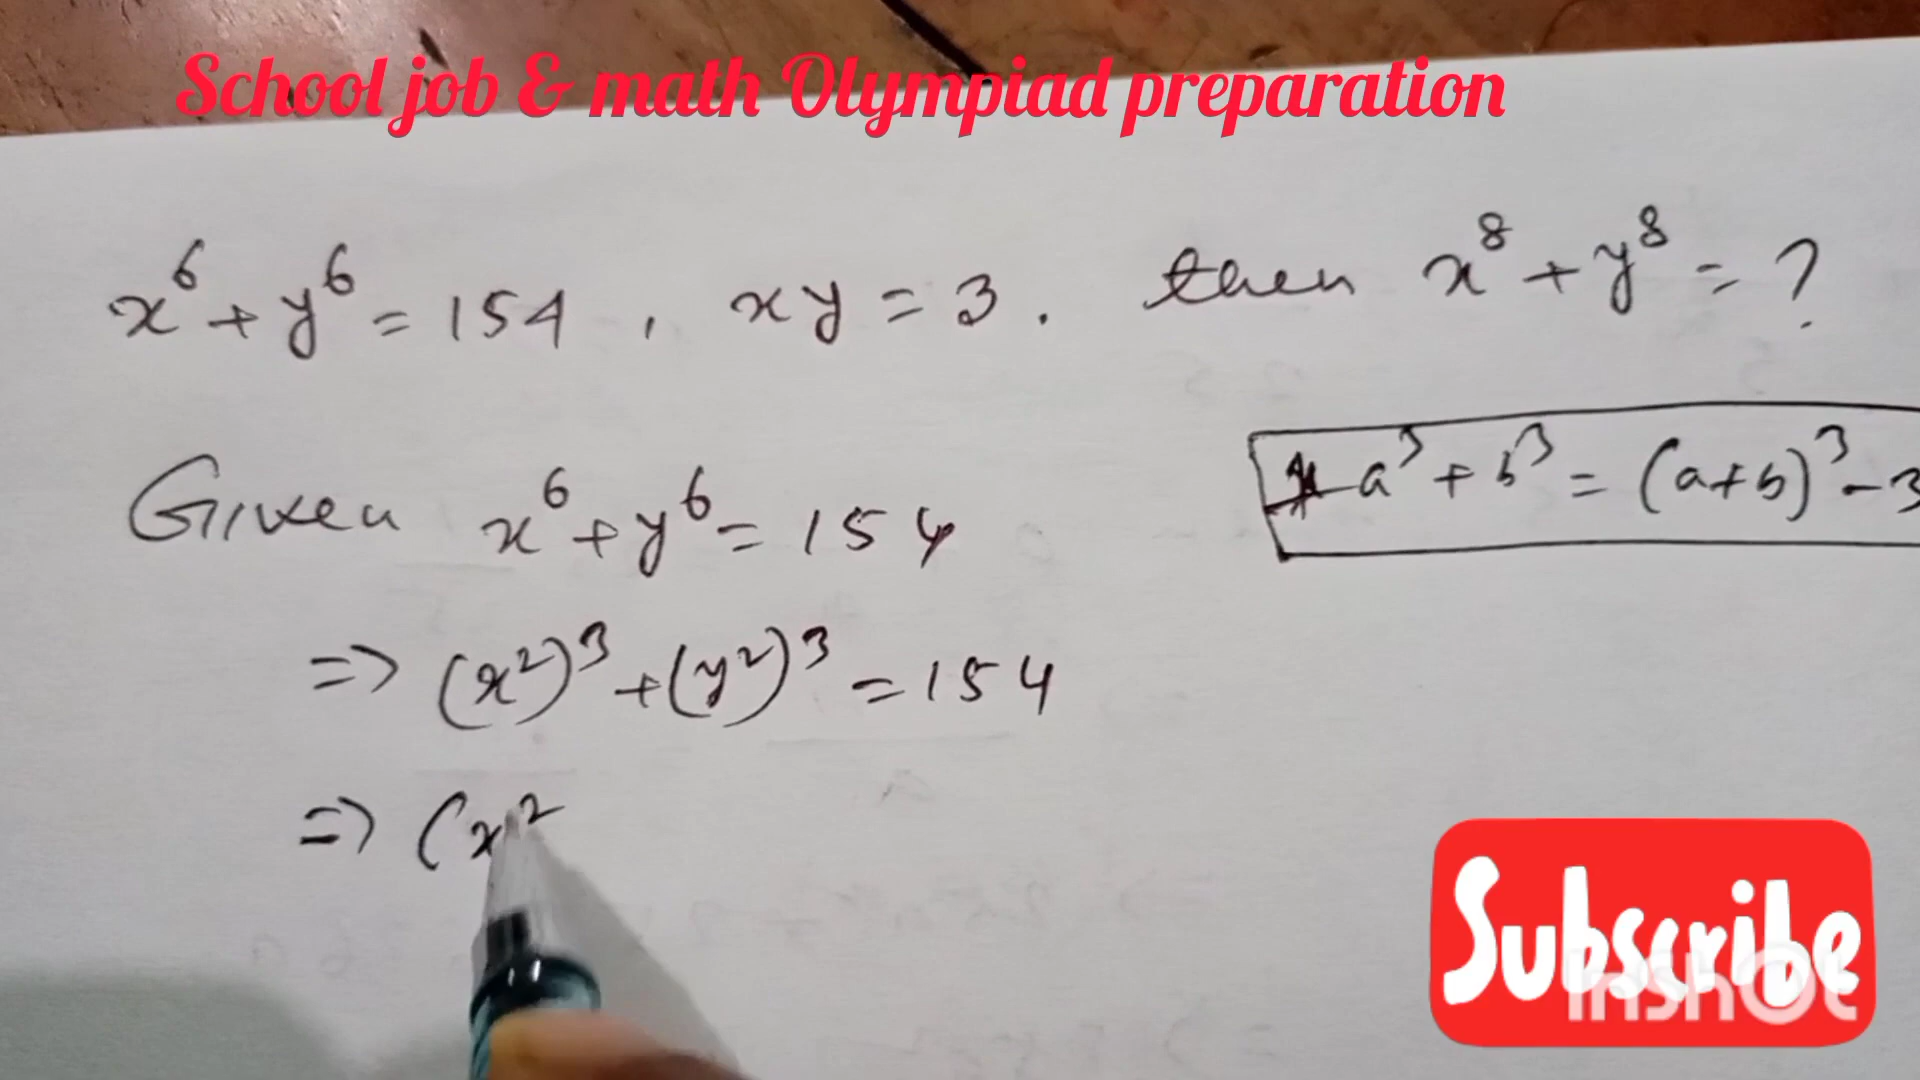 School job & math Olympiad preparation
x⁶ + y⁶ = 154 , xy = 3 . then x⁸ + y⁸ = ?
Given x⁶ + y⁶ = 154
a³ + b³ = (a+b)³ - 3
=> (x²)³ + (y²)³ = 154
=> (x²
Subscribe
InShOt